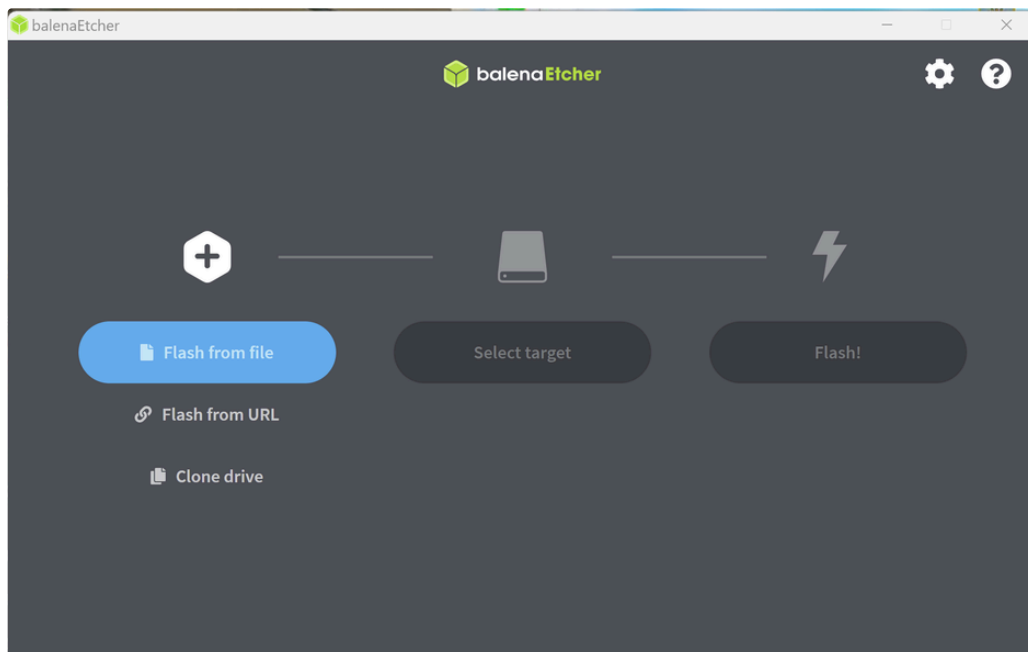 balenaEtcher
balenaEtcher
Flash from file
Select target
Flash!
Flash from URL
Clone drive